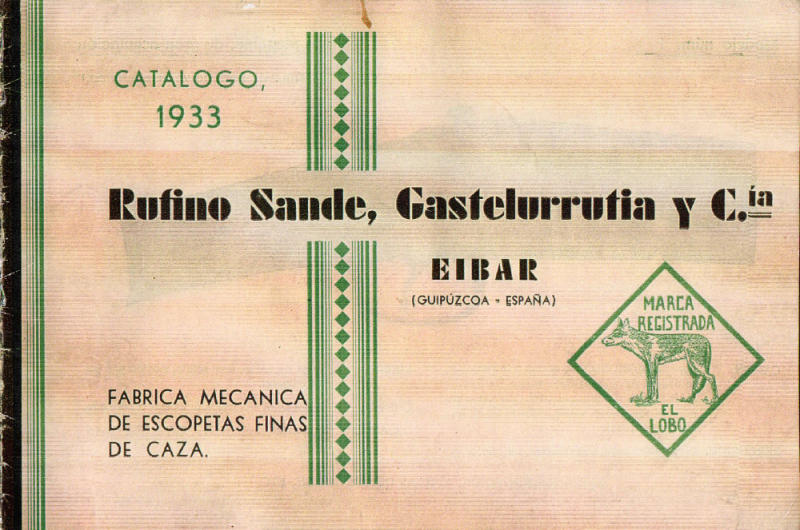 CATALOGO,
1933
Rufino Sande, Gastelurrutia y C.ía
EIBAR
(GUIPÚZCOA - ESPAÑA)
MARCA
REGISTRADA
EL
LOBO
FABRICA MECANICA
DE ESCOPETAS FINAS
DE CAZA.